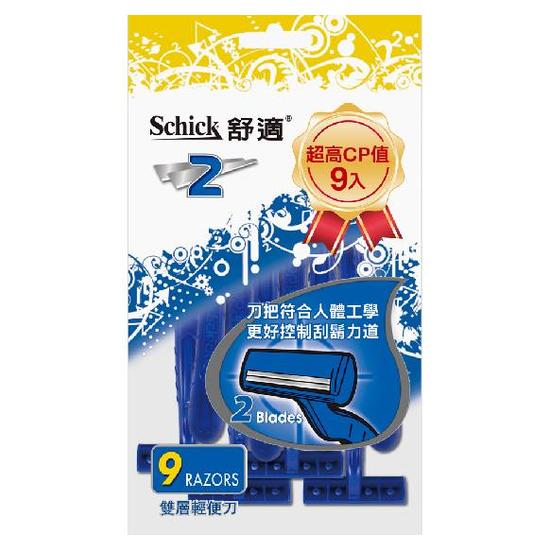 Schick 舒適®
2
超高CP值
9入
刀把符合人體工學
更好控制刮鬍力道
2 Blades
9 RAZORS
雙層輕便刀